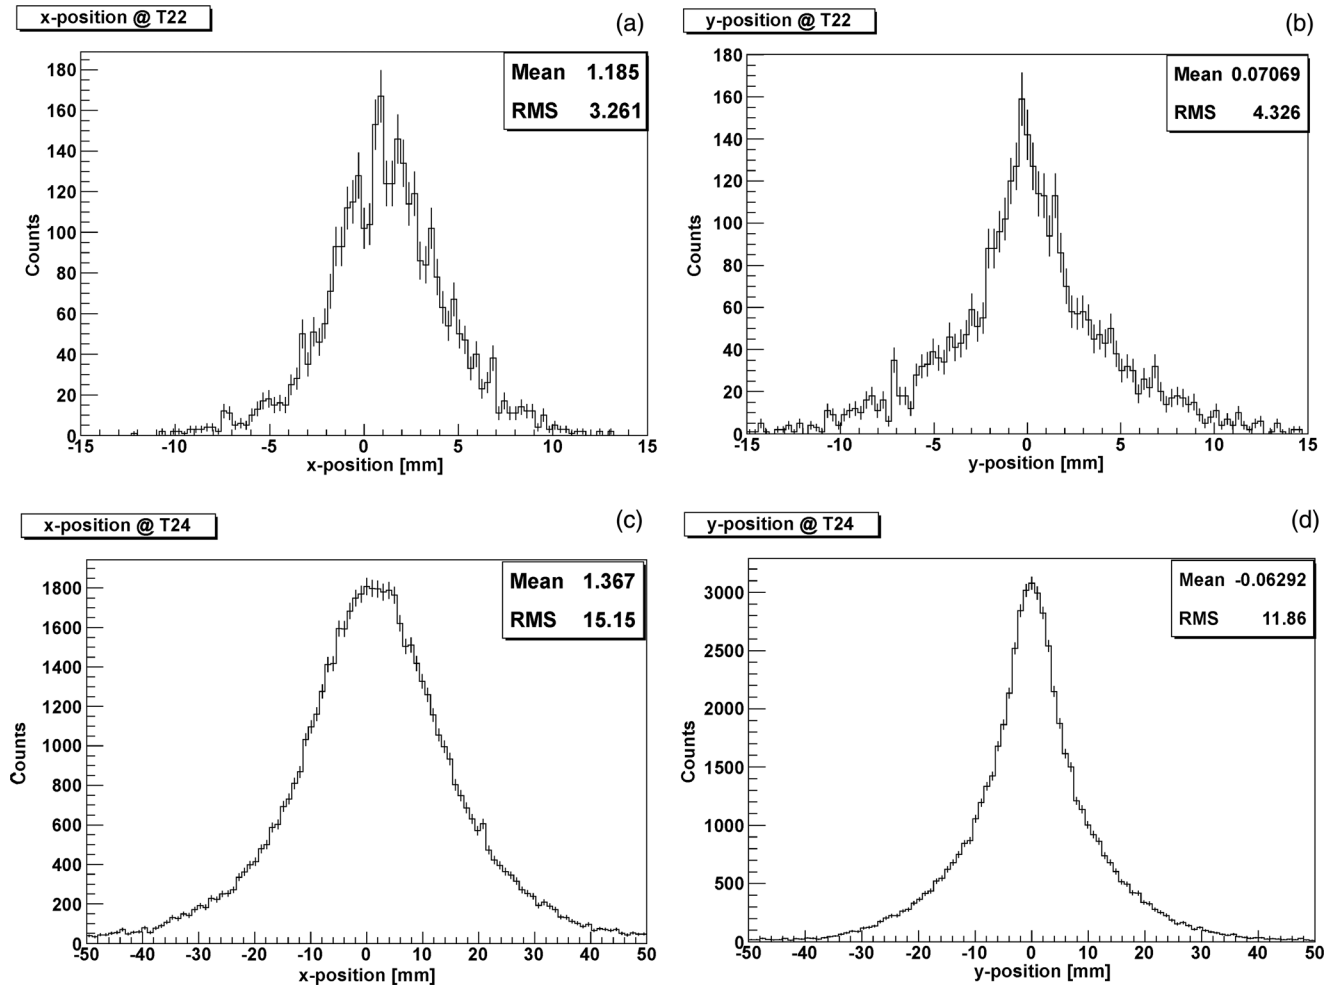 x-position @ T22
(a)
Mean 1.185
RMS 3.261
180
160
140
120
100
80
60
40
20
0
Counts
-15 -10 -5 0 5 10 15
x-position [mm]
y-position @ T22
(b)
Mean 0.07069
RMS 4.326
180
160
140
120
100
80
60
40
20
0
Counts
-15 -10 -5 0 5 10 15
y-position [mm]
x-position @ T24
(c)
Mean 1.367
RMS 15.15
1800
1600
1400
1200
1000
800
600
400
200
0
Counts
-50 -40 -30 -20 -10 0 10 20 30 40 50
x-position [mm]
y-position @ T24
(d)
Mean -0.06292
RMS 11.86
3000
2500
2000
1500
1000
500
0
Counts
-50 -40 -30 -20 -10 0 10 20 30 40 50
y-position [mm]